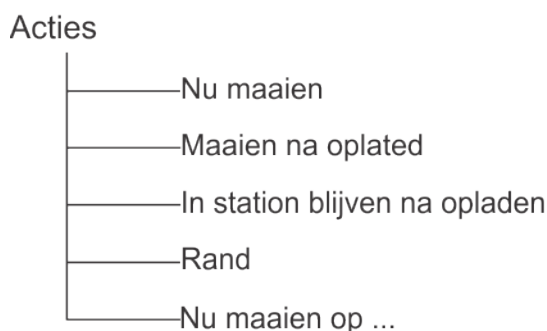 Acties
Nu maaien
Maaien na oplated
In station blijven na opladen
Rand
Nu maaien op ...